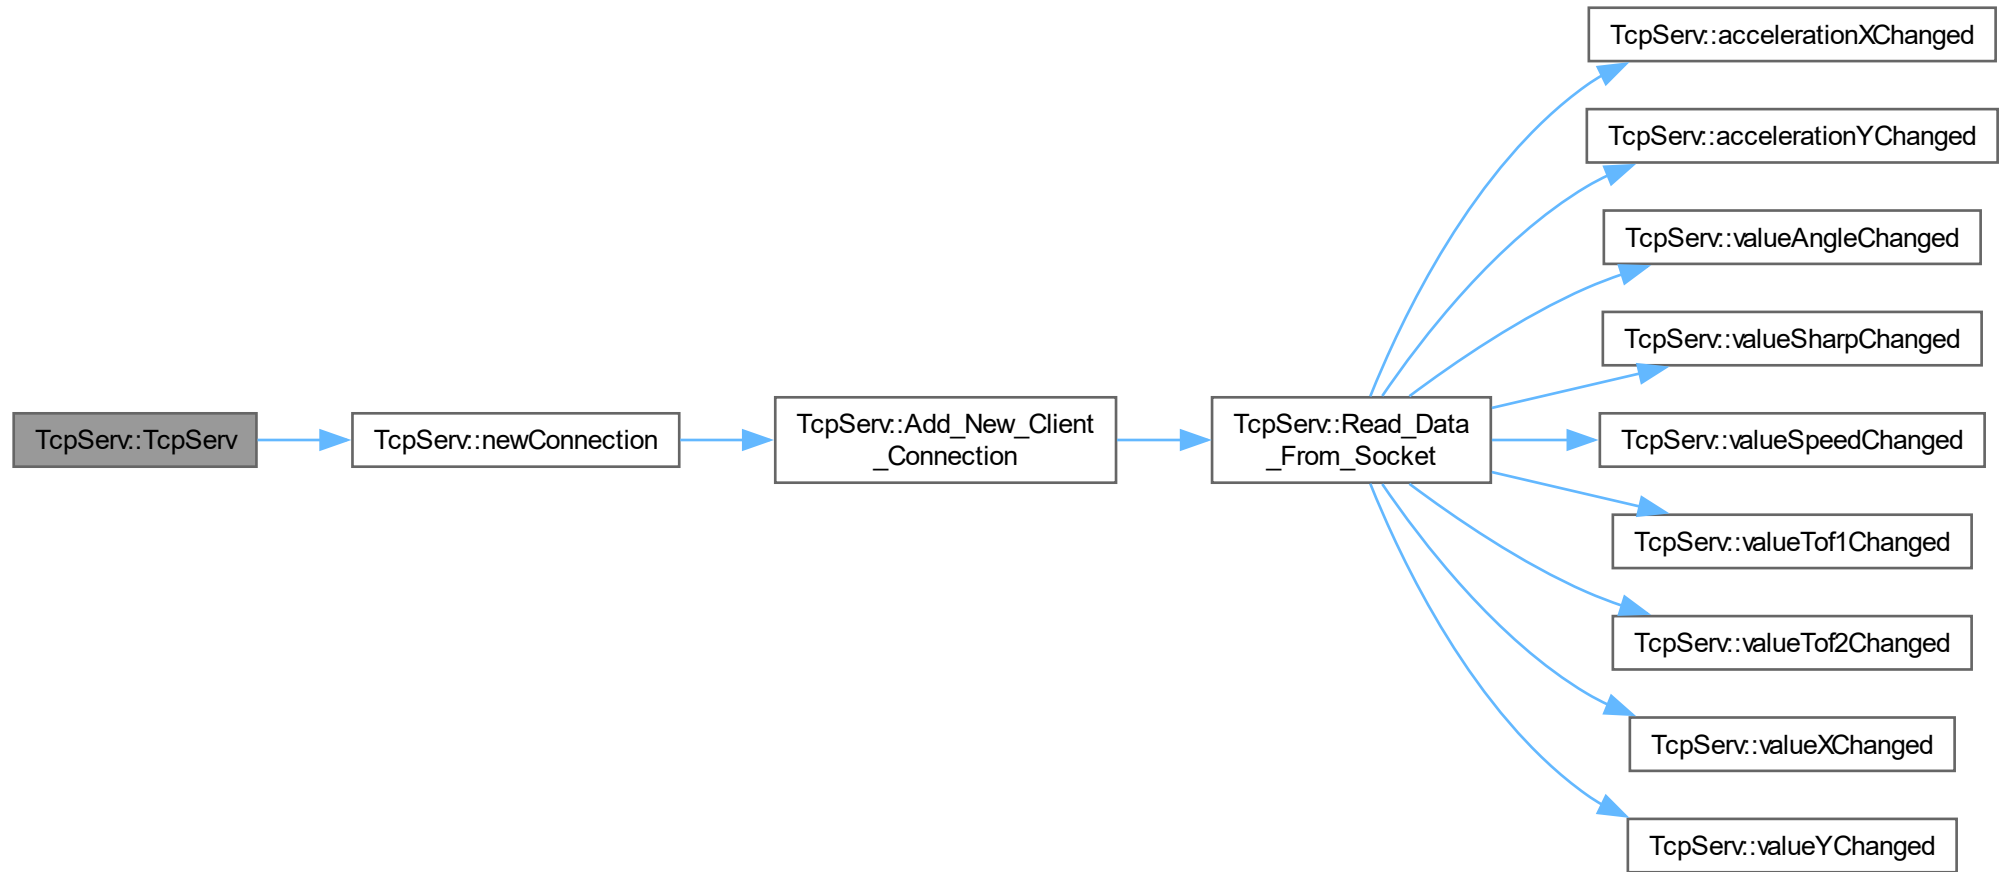 TcpServ::TcpServ
TcpServ::newConnection
TcpServ::Add_New_Client
_Connection
TcpServ::Read_Data
_From_Socket
TcpServ::accelerationXChanged
TcpServ::accelerationYChanged
TcpServ::valueAngleChanged
TcpServ::valueSharpChanged
TcpServ::valueSpeedChanged
TcpServ::valueTof1Changed
TcpServ::valueTof2Changed
TcpServ::valueXChanged
TcpServ::valueYChanged